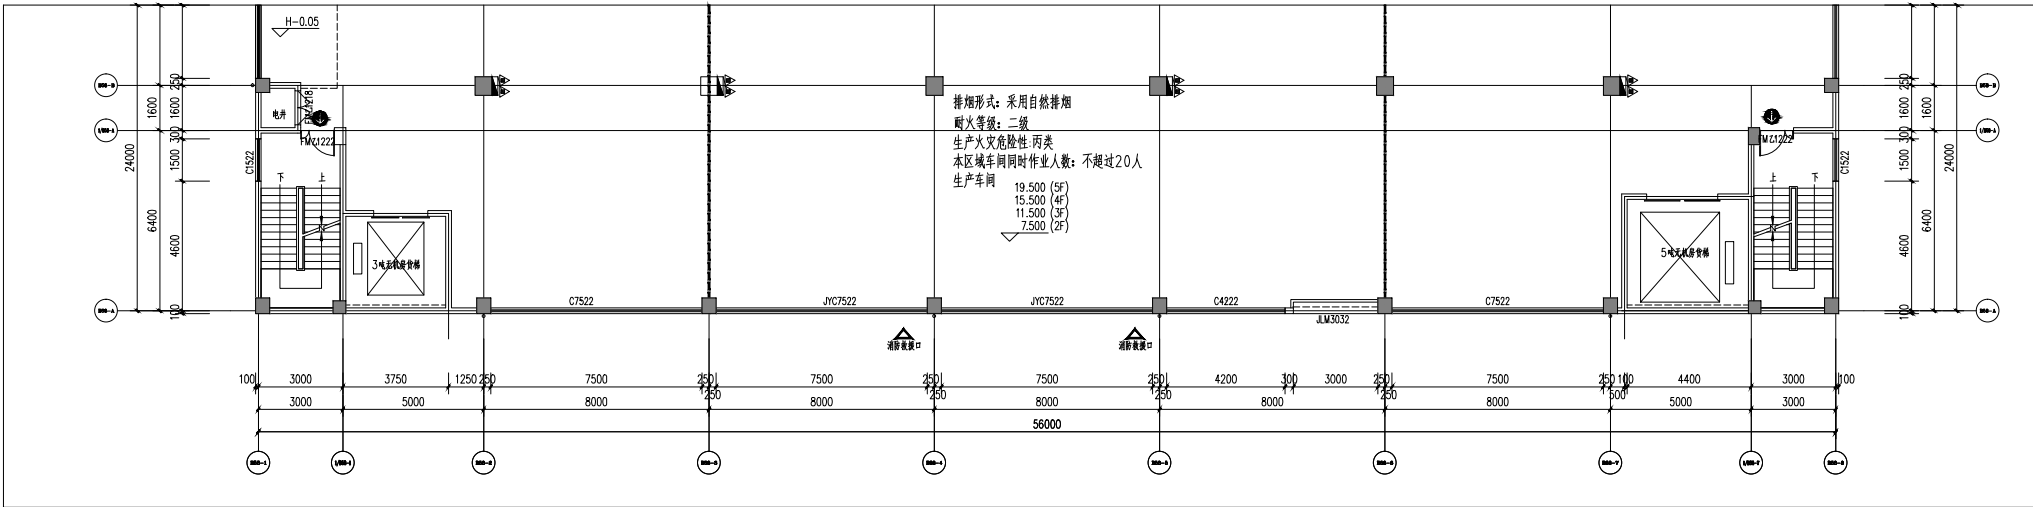 H-0.05
电井
FMZ1218
FMZ1222
C1522
下
上
3吨无机房货梯
排烟形式：采用自然排烟
耐火等级：二级
生产火灾危险性:丙类
本区域车间同时作业人数：不超过20人
生产车间
19.500 (5F)
15.500 (4F)
11.500 (3F)
7.500 (2F)
FMZ1222
C1522
上
下
5吨无机房货梯
C7522
JYC7522
JYC7522
C4222
C7522
JLM3032
消防救援口
消防救援口
24000
1600
6400
250
1600
300
1500
4600
100
250
1600
300
1500
4600
100
1600
6400
24000
100 3000 3750 1250 250 7500 250 250 7500 250 7500 250 250 4200 300 3000 250 250 7500 250 100 4400 3000 100
3000 5000 8000 8000 8000 8000 8000 500 5000 3000
56000